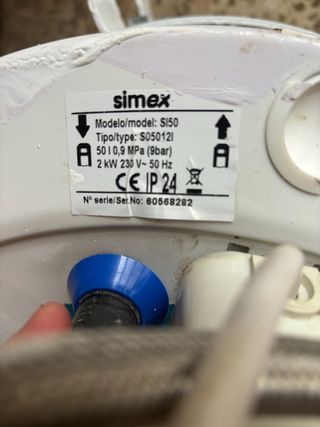 simex
Modelo/model: SI50
Tipo/type: S05012I
50 l 0,9 MPa (9bar)
2 kW 230 V~ 50 Hz
CE IP 24
Nº serie/Ser.No: 60568282